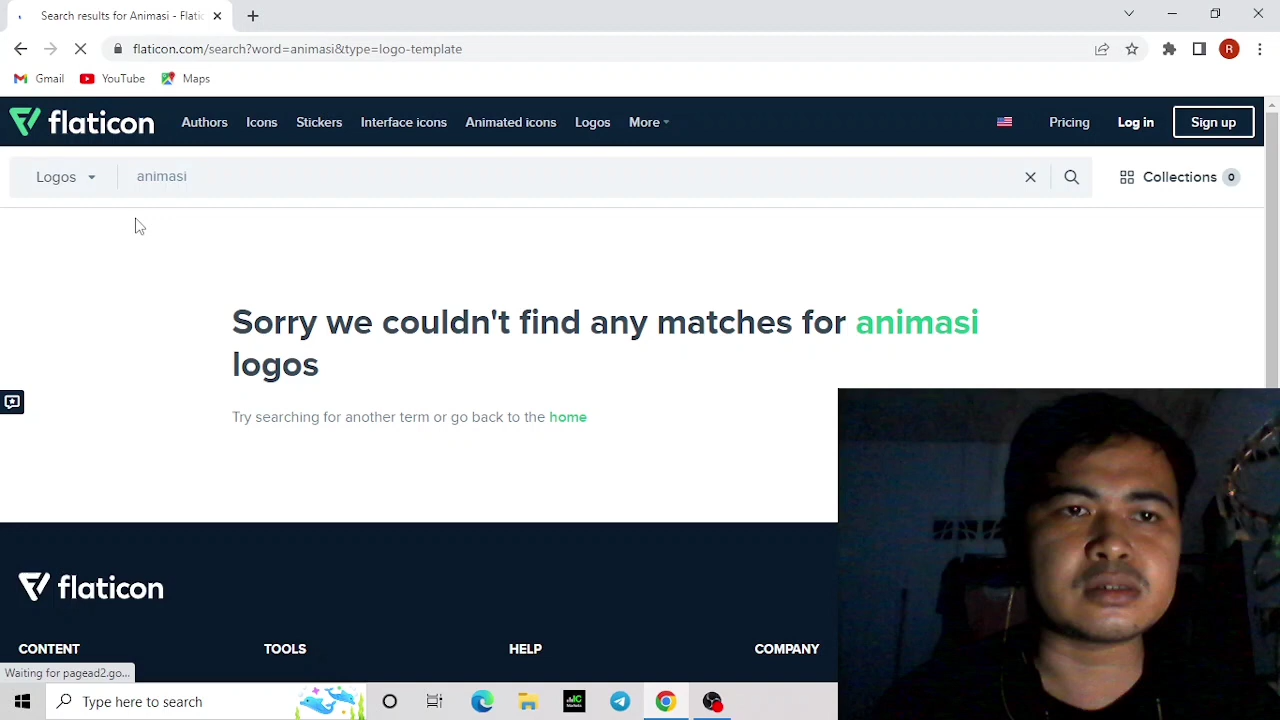 Search results for Animasi - Flatic
flaticon.com/search?word=animasi&type=logo-template
R
Gmail YouTube Maps
flaticon Authors Icons Stickers Interface icons Animated icons Logos More Pricing Log in Sign up
Logos animasi Collections 0
Sorry we couldn't find any matches for animasi
logos
Try searching for another term or go back to the home
flaticon
CONTENT TOOLS HELP COMPANY
Waiting for pagead2.go...
Type here to search
IC
Markets